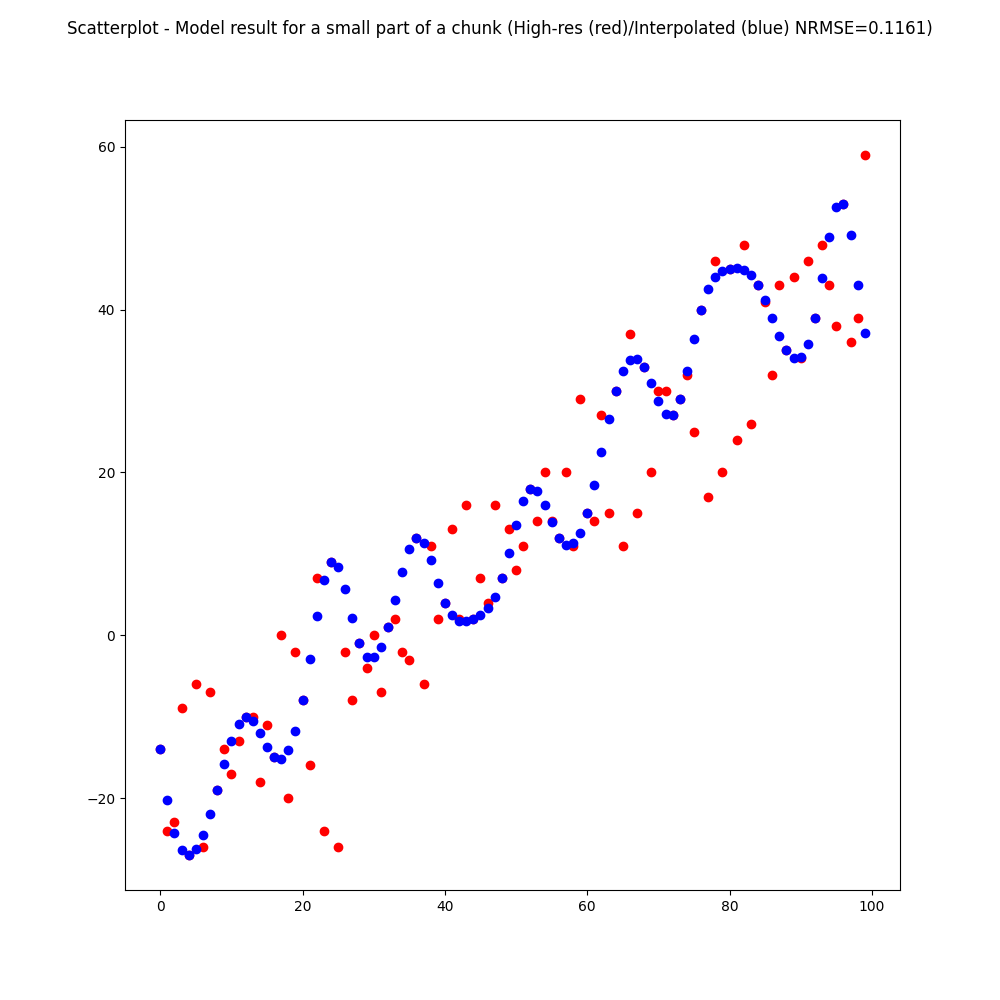 Scatterplot - Model result for a small part of a chunk (High-res (red)/Interpolated (blue) NRMSE=0.1161)
60
40
20
0
−20
0 20 40 60 80 100